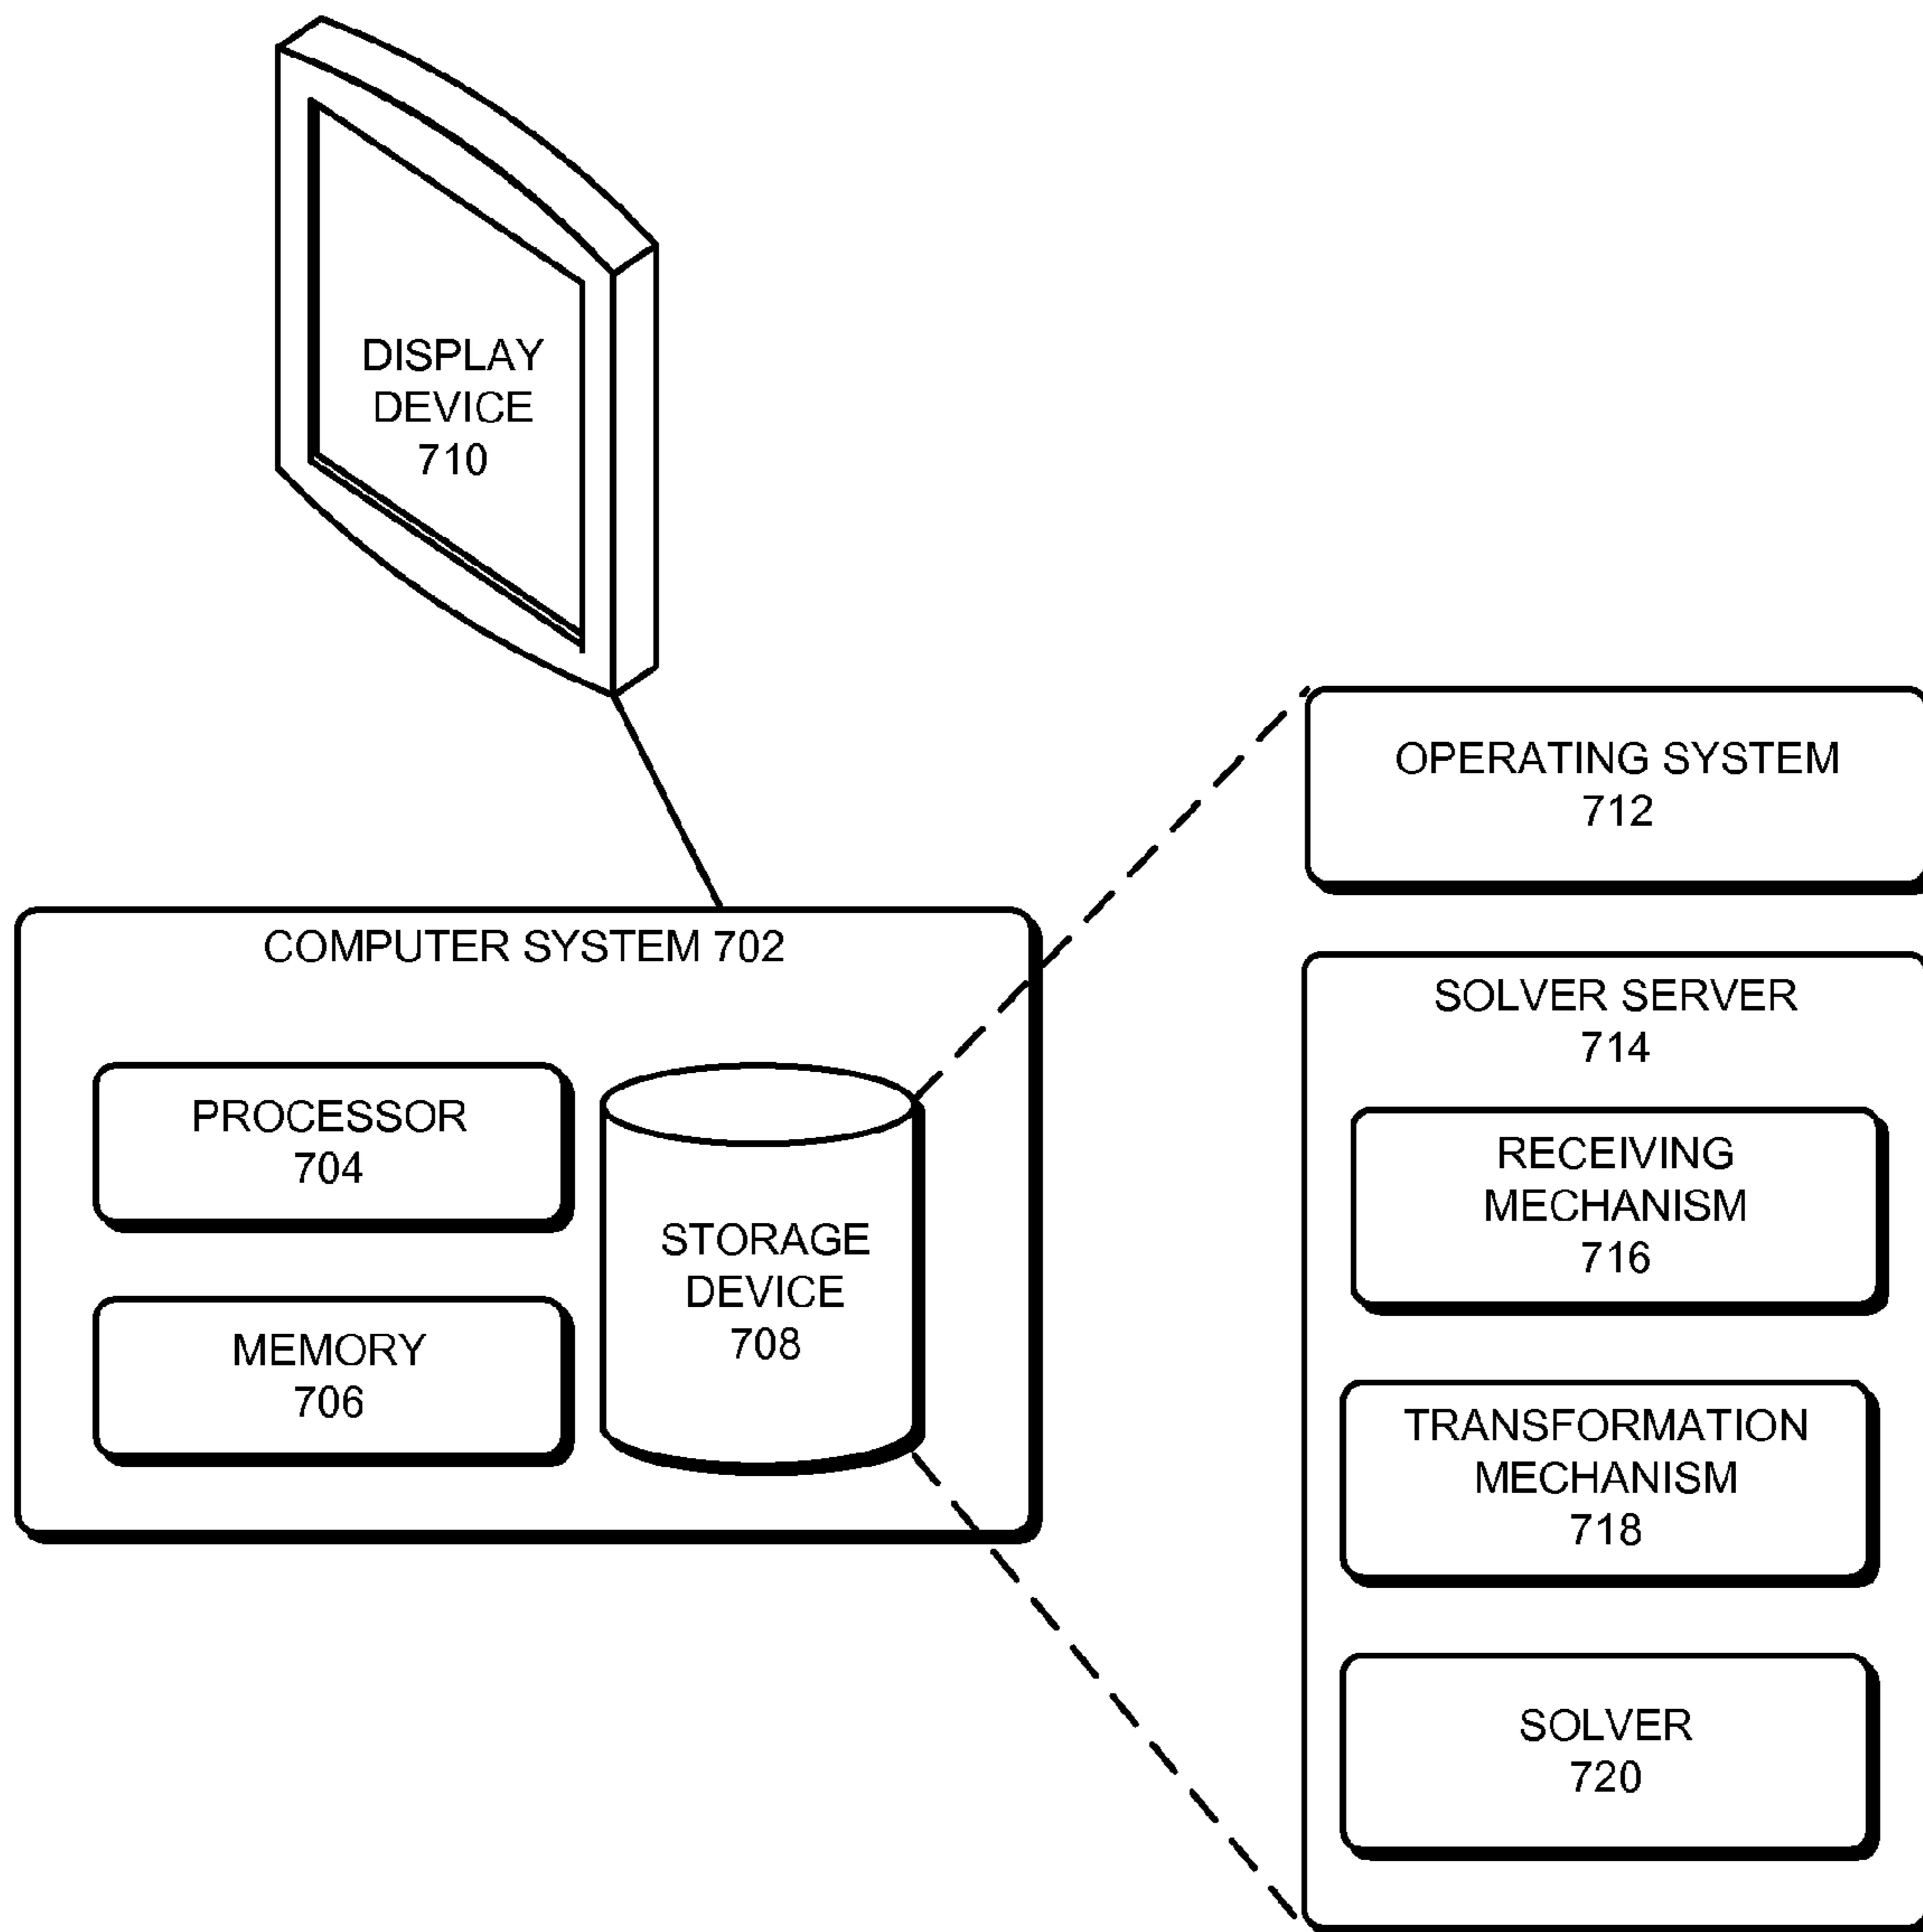 DISPLAY
DEVICE
710
COMPUTER SYSTEM 702
PROCESSOR
704
MEMORY
706
STORAGE
DEVICE
708
OPERATING SYSTEM
712
SOLVER SERVER
714
RECEIVING
MECHANISM
716
TRANSFORMATION
MECHANISM
718
SOLVER
720